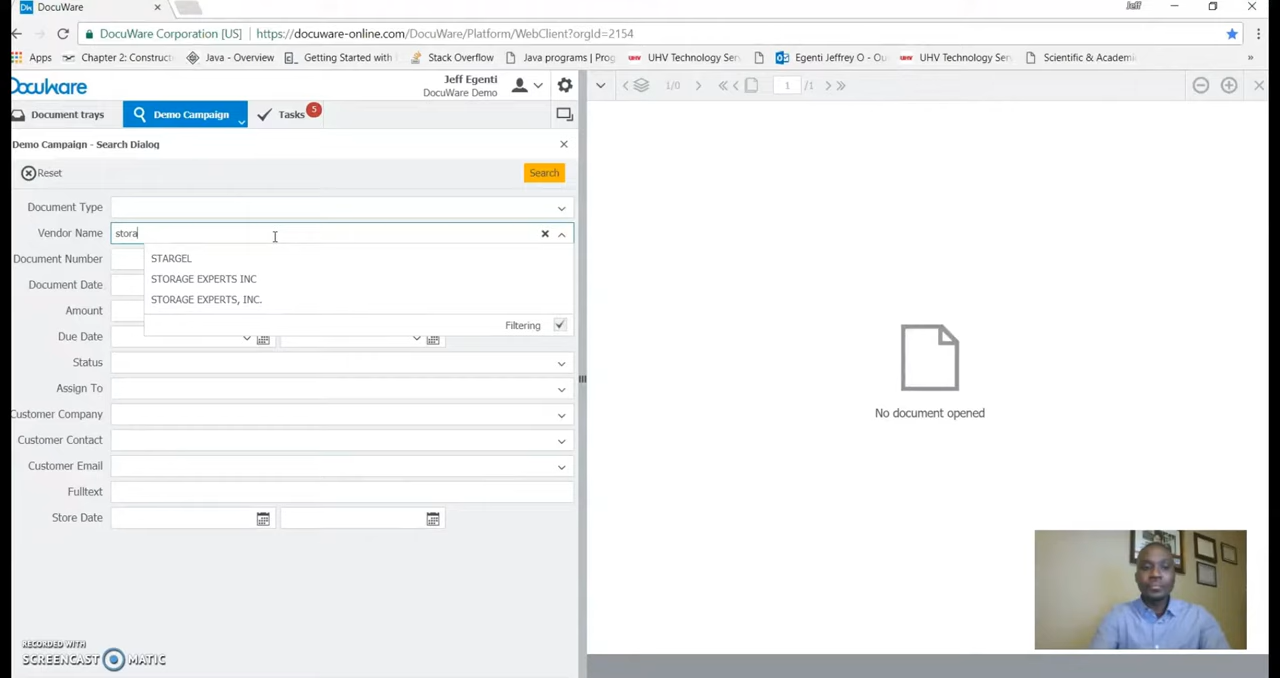 DocuWare
Jeff
DocuWare Corporation [US] https://docuware-online.com/DocuWare/Platform/WebClient?orgId=2154
Apps Chapter 2: Construct Java - Overview Getting Started with Stack Overflow Java programs | Prog UHV Technology Ser Egenti Jeffrey O - Ou UHV Technology Ser Scientific & Academic »
DocuWare
Jeff Egenti
DocuWare Demo
1/0 1 /1
Document trays Demo Campaign Tasks 5
Demo Campaign - Search Dialog
Reset Search
Document Type
Vendor Name stora
Document Number STARGEL
Document Date STORAGE EXPERTS INC
Amount STORAGE EXPERTS, INC.
Filtering
Due Date
Status
Assign To
Customer Company
Customer Contact
Customer Email
Fulltext
Store Date
No document opened
RECORDED WITH
SCREENCAST MATIC